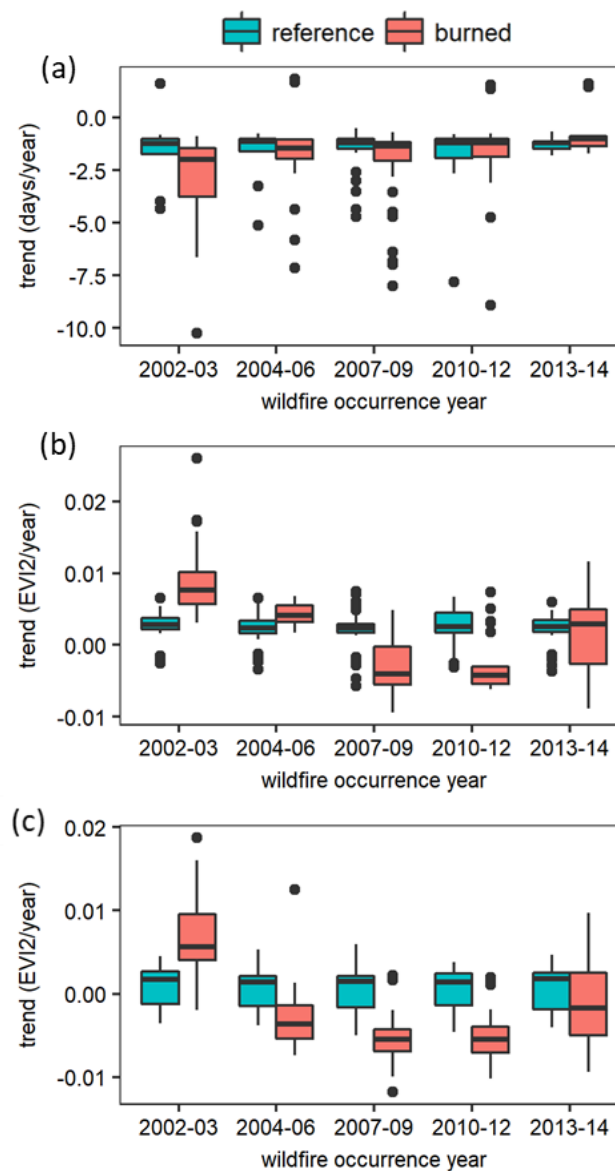 reference burned
(a)
0.0
-2.5
-5.0
-7.5
-10.0
trend (days/year)
2002-03 2004-06 2007-09 2010-12 2013-14
wildfire occurrence year
(b)
0.02
0.01
0.00
-0.01
trend (EVI2/year)
2002-03 2004-06 2007-09 2010-12 2013-14
wildfire occurrence year
(c)
0.02
0.01
0.00
-0.01
trend (EVI2/year)
2002-03 2004-06 2007-09 2010-12 2013-14
wildfire occurrence year